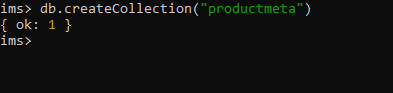 ims> db.createCollection("productmeta")
{ ok: 1 }
ims>